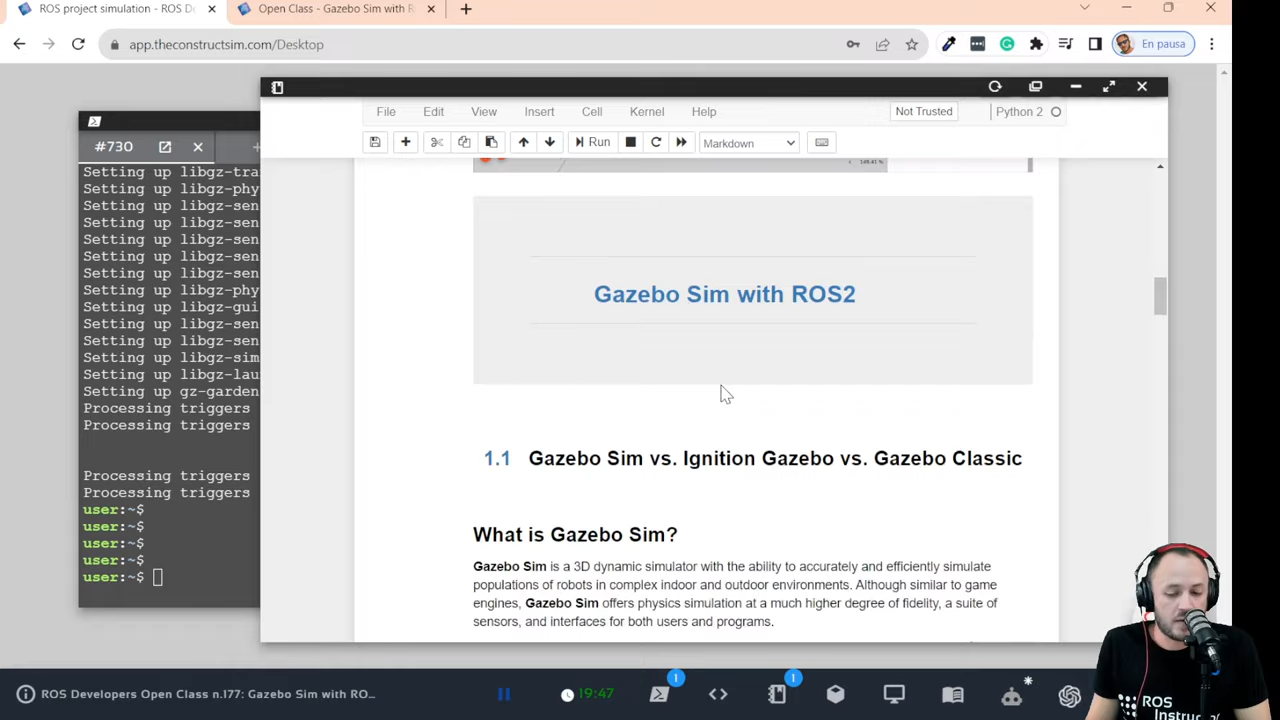 ROS project simulation - ROS De
Open Class - Gazebo Sim with R
app.theconstructsim.com/Desktop
En pausa
File Edit View Insert Cell Kernel Help
Not Trusted
Python 2
Run
Markdown
#730
Setting up libgz-tra
Setting up libgz-phy
Setting up libgz-sen
Setting up libgz-sen
Setting up libgz-sen
Setting up libgz-sen
Setting up libgz-sen
Setting up libgz-phy
Setting up libgz-gui
Setting up libgz-sen
Setting up libgz-sen
Setting up libgz-sim
Setting up libgz-lau
Setting up gz-garden
Processing triggers
Processing triggers
Processing triggers
Processing triggers
user:~$
user:~$
user:~$
user:~$
user:~$
149.41 %
Gazebo Sim with ROS2
1.1 Gazebo Sim vs. Ignition Gazebo vs. Gazebo Classic
What is Gazebo Sim?
Gazebo Sim is a 3D dynamic simulator with the ability to accurately and efficiently simulate
populations of robots in complex indoor and outdoor environments. Although similar to game
engines, Gazebo Sim offers physics simulation at a much higher degree of fidelity, a suite of
sensors, and interfaces for both users and programs.
ROS Developers Open Class n.177: Gazebo Sim with RO...
19:47
1
1
ROS